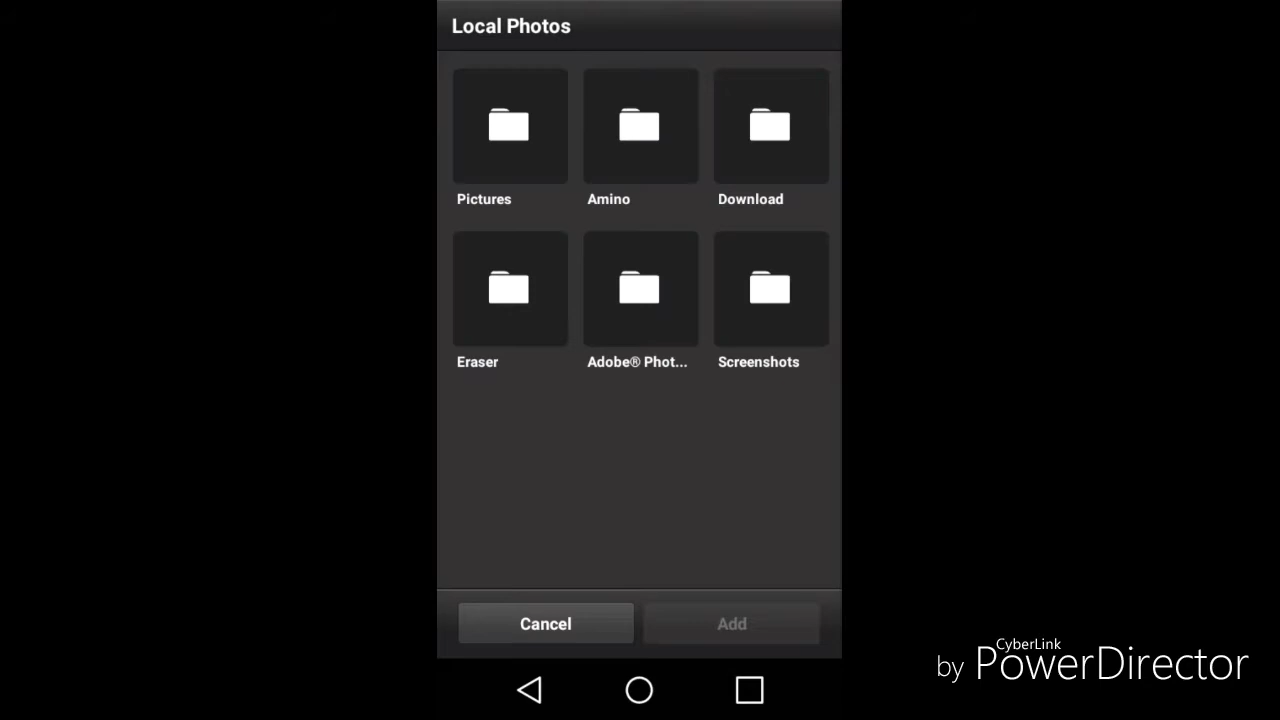 Local Photos
Pictures Amino Download
Eraser Adobe® Phot... Screenshots
Cancel Add
CyberLink
by PowerDirector